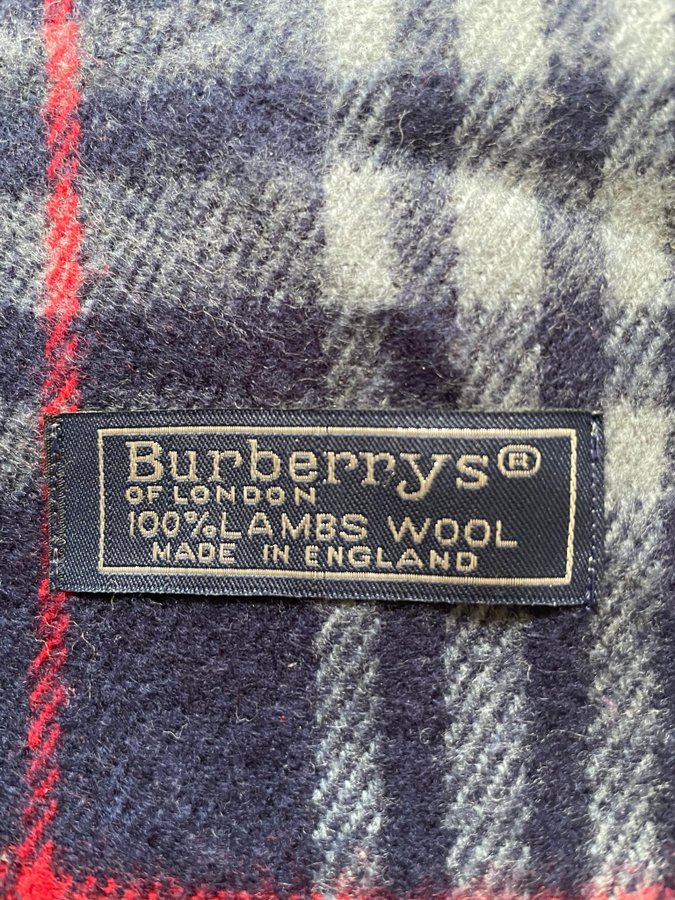 Burberrys®
OF LONDON
100% LAMBS WOOL
MADE IN ENGLAND